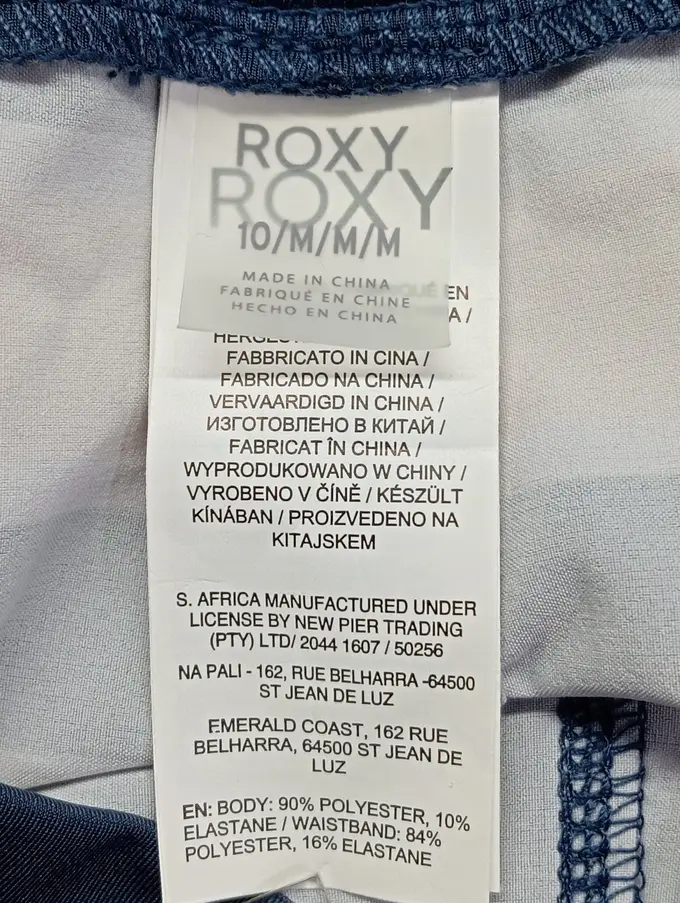 ROXY
ROXY
10/M/M/M
MADE IN CHINA
FABRIQUÉ EN CHINE
HECHO EN CHINA
EN
A /
FABBRICATO IN CINA /
FABRICADO NA CHINA /
VERVAARDIGD IN CHINA /
ИЗГОТОВЛЕНО В КИТАЙ /
FABRICAT ÎN CHINA /
WYPRODUKOWANO W CHINY /
VYROBENO V ČÍNĚ / KÉSZÜLT
KÍNÁBAN / PROIZVEDENO NA
KITAJSKEM
S. AFRICA MANUFACTURED UNDER
LICENSE BY NEW PIER TRADING
(PTY) LTD/ 2044 1607 / 50256
NA PALI - 162, RUE BELHARRA -64500
ST JEAN DE LUZ
EMERALD COAST, 162 RUE
BELHARRA, 64500 ST JEAN DE
LUZ
EN: BODY: 90% POLYESTER, 10%
ELASTANE / WAISTBAND: 84%
POLYESTER, 16% ELASTANE